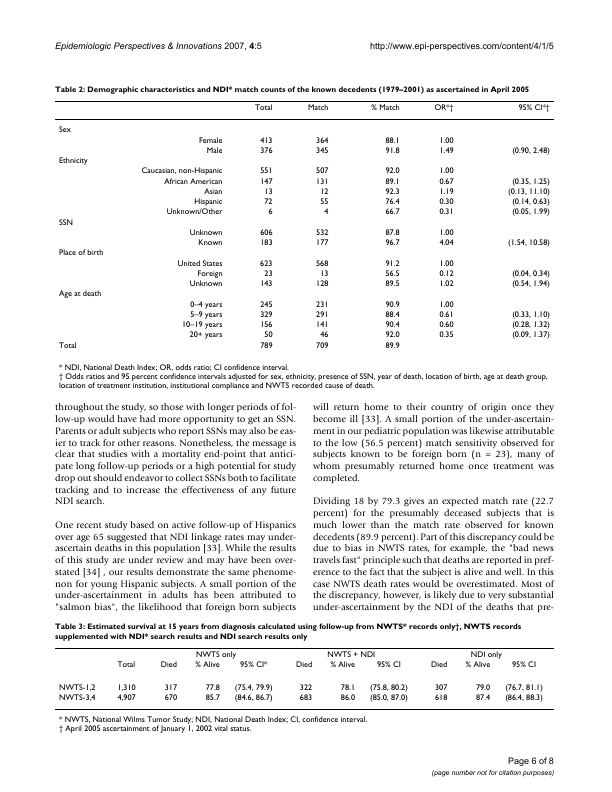 Epidemiologic Perspectives & Innovations 2007, 4:5 http://www.epi-perspectives.com/content/4/1/5
Table 2: Demographic characteristics and NDI* match counts of the known decedents (1979–2001) as ascertained in April 2005
Total Match % Match OR*† 95% CI*†
Sex
Female 413 364 88.1 1.00
Male 376 345 91.8 1.49 (0.90, 2.48)
Ethnicity
Caucasian, non-Hispanic 551 507 92.0 1.00
African American 147 131 89.1 0.67 (0.35, 1.25)
Asian 13 12 92.3 1.19 (0.13, 11.10)
Hispanic 72 55 76.4 0.30 (0.14, 0.63)
Unknown/Other 6 4 66.7 0.31 (0.05, 1.99)
SSN
Unknown 606 532 87.8 1.00
Known 183 177 96.7 4.04 (1.54, 10.58)
Place of birth
United States 623 568 91.2 1.00
Foreign 23 13 56.5 0.12 (0.04, 0.34)
Unknown 143 128 89.5 1.02 (0.54, 1.94)
Age at death
0–4 years 245 231 90.9 1.00
5–9 years 329 291 88.4 0.61 (0.33, 1.10)
10–19 years 156 141 90.4 0.60 (0.28, 1.32)
20+ years 50 46 92.0 0.35 (0.09, 1.37)
Total 789 709 89.9
* NDI, National Death Index; OR, odds ratio; CI confidence interval.
† Odds ratios and 95 percent confidence intervals adjusted for sex, ethnicity, presence of SSN, year of death, location of birth, age at death group,
location of treatment institution, institutional compliance and NWTS recorded cause of death.
throughout the study, so those with longer periods of fol-
low-up would have had more opportunity to get an SSN.
Parents or adult subjects who report SSNs may also be eas-
ier to track for other reasons. Nonetheless, the message is
clear that studies with a mortality end-point that antici-
pate long follow-up periods or a high potential for study
drop out should endeavor to collect SSNs both to facilitate
tracking and to increase the effectiveness of any future
NDI search.
One recent study based on active follow-up of Hispanics
over age 65 suggested that NDI linkage rates may under-
ascertain deaths in this population [33]. While the results
of this study are under review and may have been over-
stated [34] , our results demonstrate the same phenome-
non for young Hispanic subjects. A small portion of the
under-ascertainment in adults has been attributed to
"salmon bias", the likelihood that foreign born subjects
will return home to their country of origin once they
become ill [33]. A small portion of the under-ascertain-
ment in our pediatric population was likewise attributable
to the low (56.5 percent) match sensitivity observed for
subjects known to be foreign born (n = 23), many of
whom presumably returned home once treatment was
completed.
Dividing 18 by 79.3 gives an expected match rate (22.7
percent) for the presumably deceased subjects that is
much lower than the match rate observed for known
decedents (89.9 percent). Part of this discrepancy could be
due to bias in NWTS rates, for example, the "bad news
travels fast" principle such that deaths are reported in pref-
erence to the fact that the subject is alive and well. In this
case NWTS death rates would be overestimated. Most of
the discrepancy, however, is likely due to very substantial
under-ascertainment by the NDI of the deaths that pre-
Table 3: Estimated survival at 15 years from diagnosis calculated using follow-up from NWTS* records only†, NWTS records
supplemented with NDI* search results and NDI search results only
NWTS only NWTS + NDI NDI only
Total Died % Alive 95% CI* Died % Alive 95% CI Died % Alive 95% CI
NWTS-1,2 1,310 317 77.8 (75.4, 79.9) 322 78.1 (75.8, 80.2) 307 79.0 (76.7, 81.1)
NWTS-3,4 4,907 670 85.7 (84.6, 86.7) 683 86.0 (85.0, 87.0) 618 87.4 (86.4, 88.3)
* NWTS, National Wilms Tumor Study; NDI, National Death Index; CI, confidence interval.
† April 2005 ascertainment of January 1, 2002 vital status.
Page 6 of 8
(page number not for citation purposes)